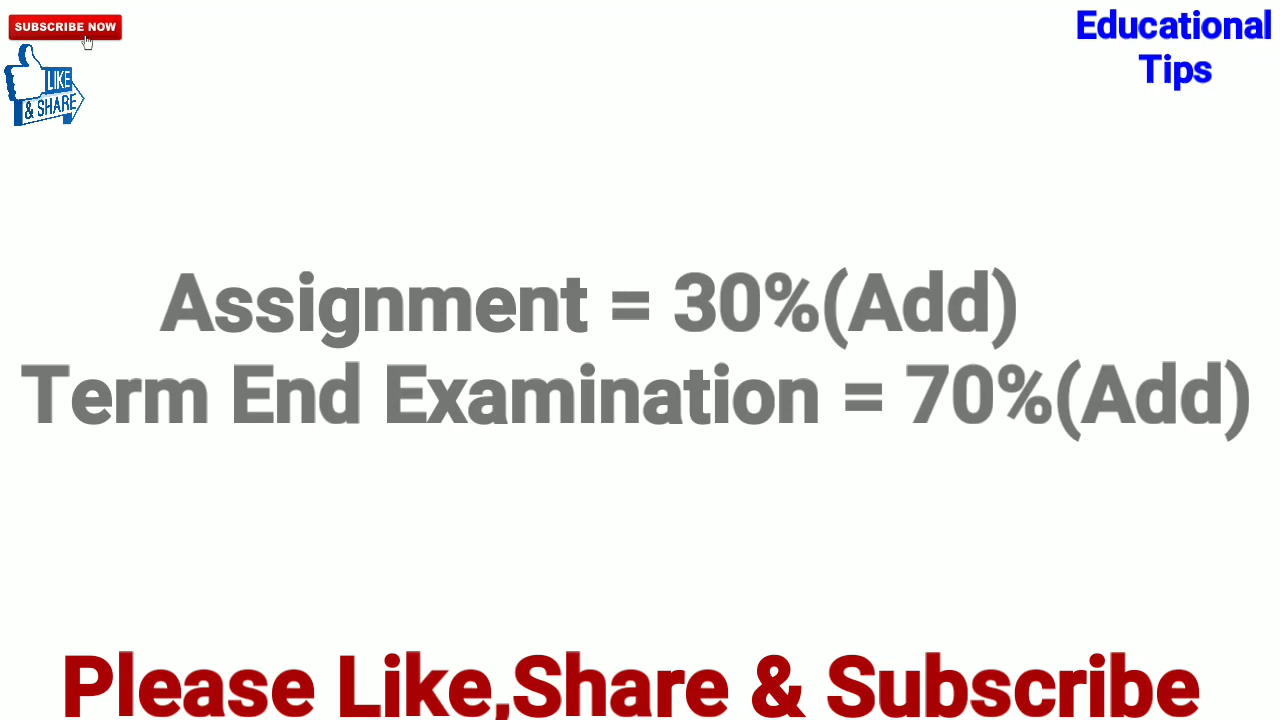 SUBSCRIBE NOW
LIKE
& SHARE
Educational
Tips
Assignment = 30%(Add)
Term End Examination = 70%(Add)
Please Like,Share & Subscribe